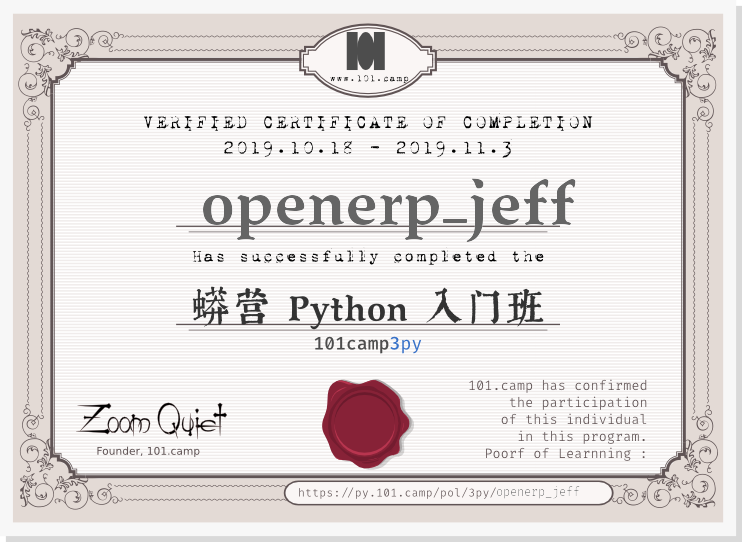 101
www.101.camp
VERIFIED CERTIFICATE OF COMPLETION
2019.10.18 - 2019.11.3
openerp_jeff
Has successfully completed the
蟒营 Python 入门班
101camp3py
Zoom Quiet
Founder, 101.camp
101.camp has confirmed
the participation
of this individual
in this program.
Poorf of Learnning :
https://py.101.camp/pol/3py/openerp_jeff